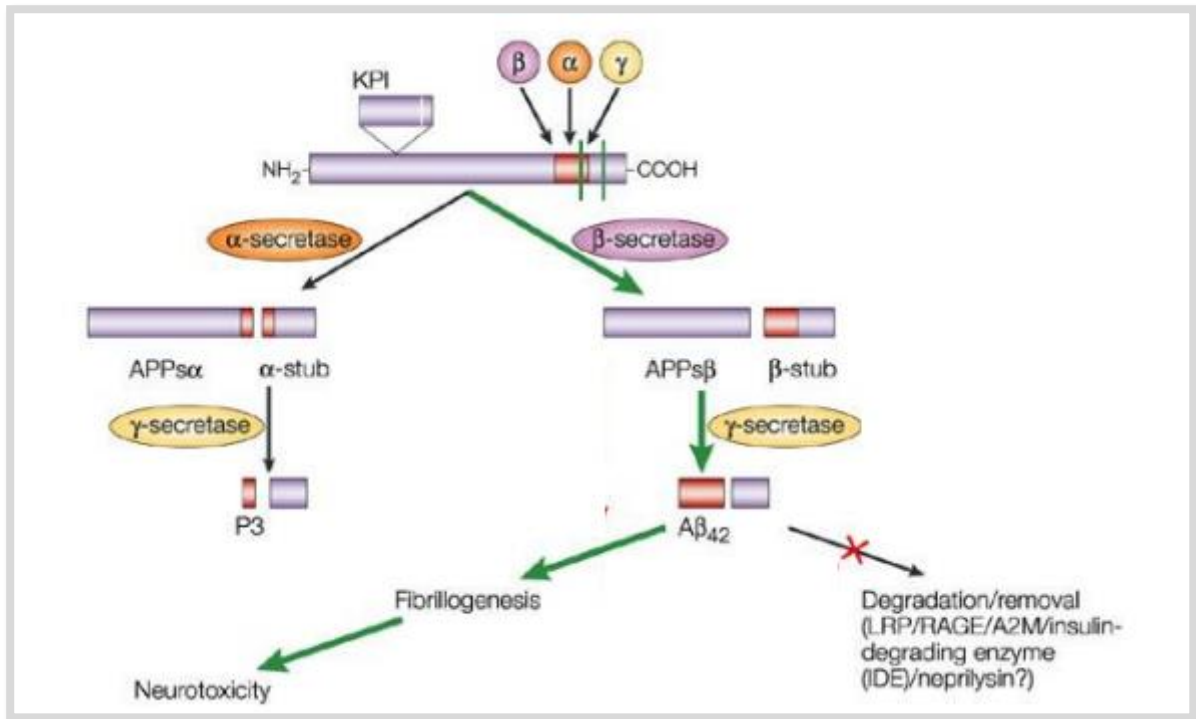 β α γ
KPI
NH₂ COOH
α-secretase β-secretase
APPsα α-stub APPsβ β-stub
γ-secretase γ-secretase
P3 Aβ₄₂
Fibrillogenesis
Neurotoxicity
Degradation/removal
(LRP/RAGE/A2M/insulin-
degrading enzyme
(IDE)/neprilysin?)